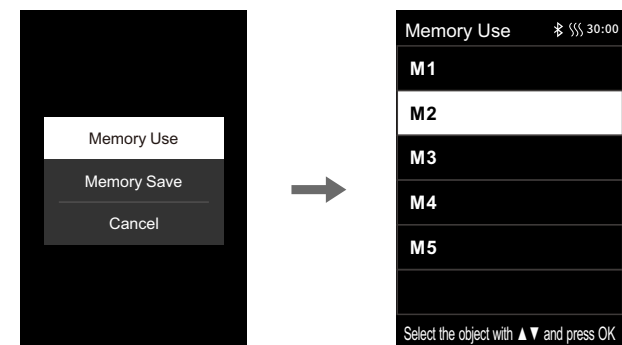 Memory Use
Memory Save
Cancel
Memory Use 30:00
M1
M2
M3
M4
M5
Select the object with ▲▼ and press OK